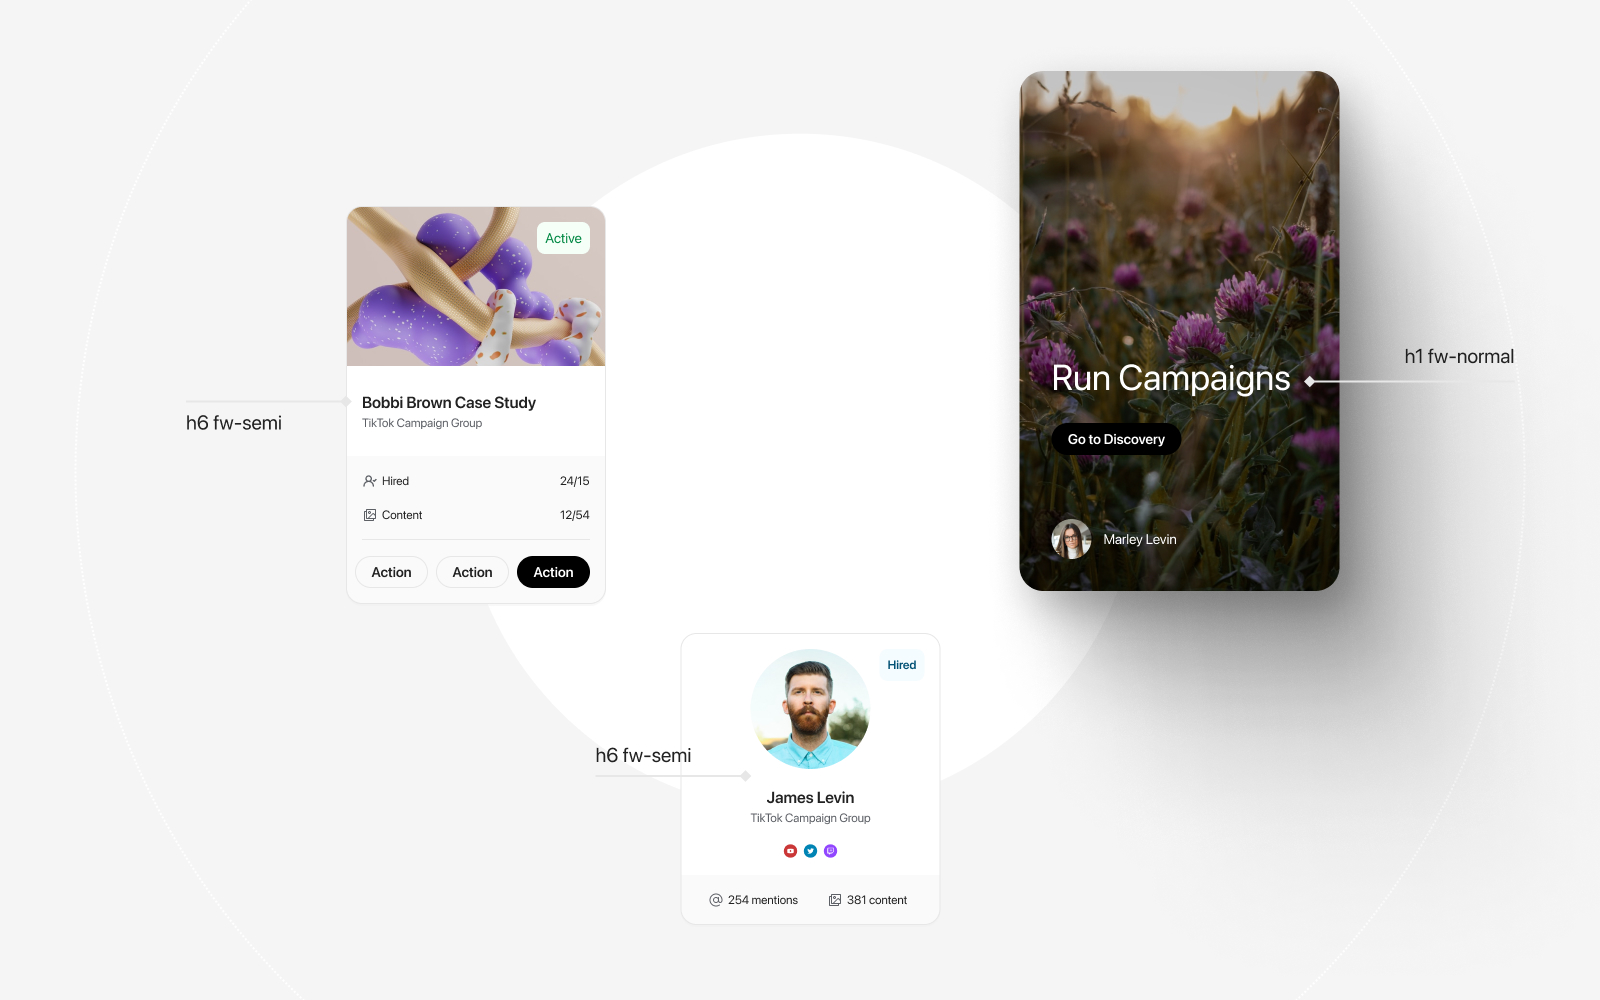 Active
h6 fw-semi
Bobbi Brown Case Study
TikTok Campaign Group
Hired 24/15
Content 12/54
Action Action Action
h1 fw-normal
Run Campaigns
Go to Discovery
Marley Levin
Hired
h6 fw-semi
James Levin
TikTok Campaign Group
254 mentions 381 content